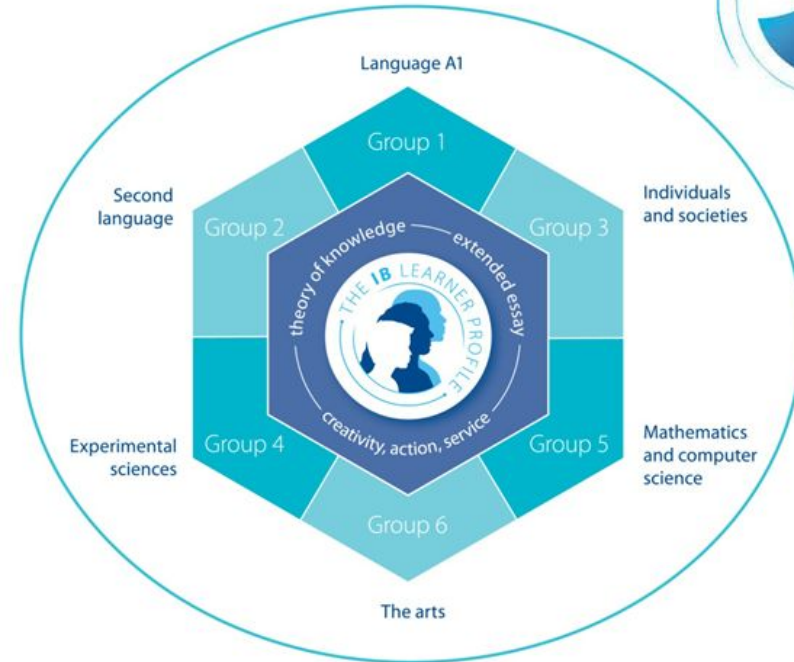 Language A1
Group 1
Second
language
Group 2
Individuals
and societies
Group 3
theory of knowledge
extended essay
THE IB LEARNER PROFILE
creativity, action, service
Experimental
sciences
Group 4
Mathematics
and computer
science
Group 5
Group 6
The arts